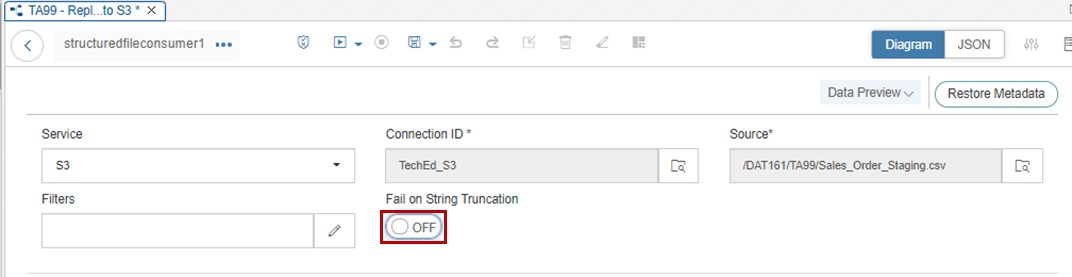 TA99 - Repl...to S3 *
structuredfileconsumer1 •••
Diagram JSON
Data Preview Restore Metadata
Service Connection ID * Source*
S3 TechEd_S3 /DAT161/TA99/Sales_Order_Staging.csv
Filters Fail on String Truncation
OFF